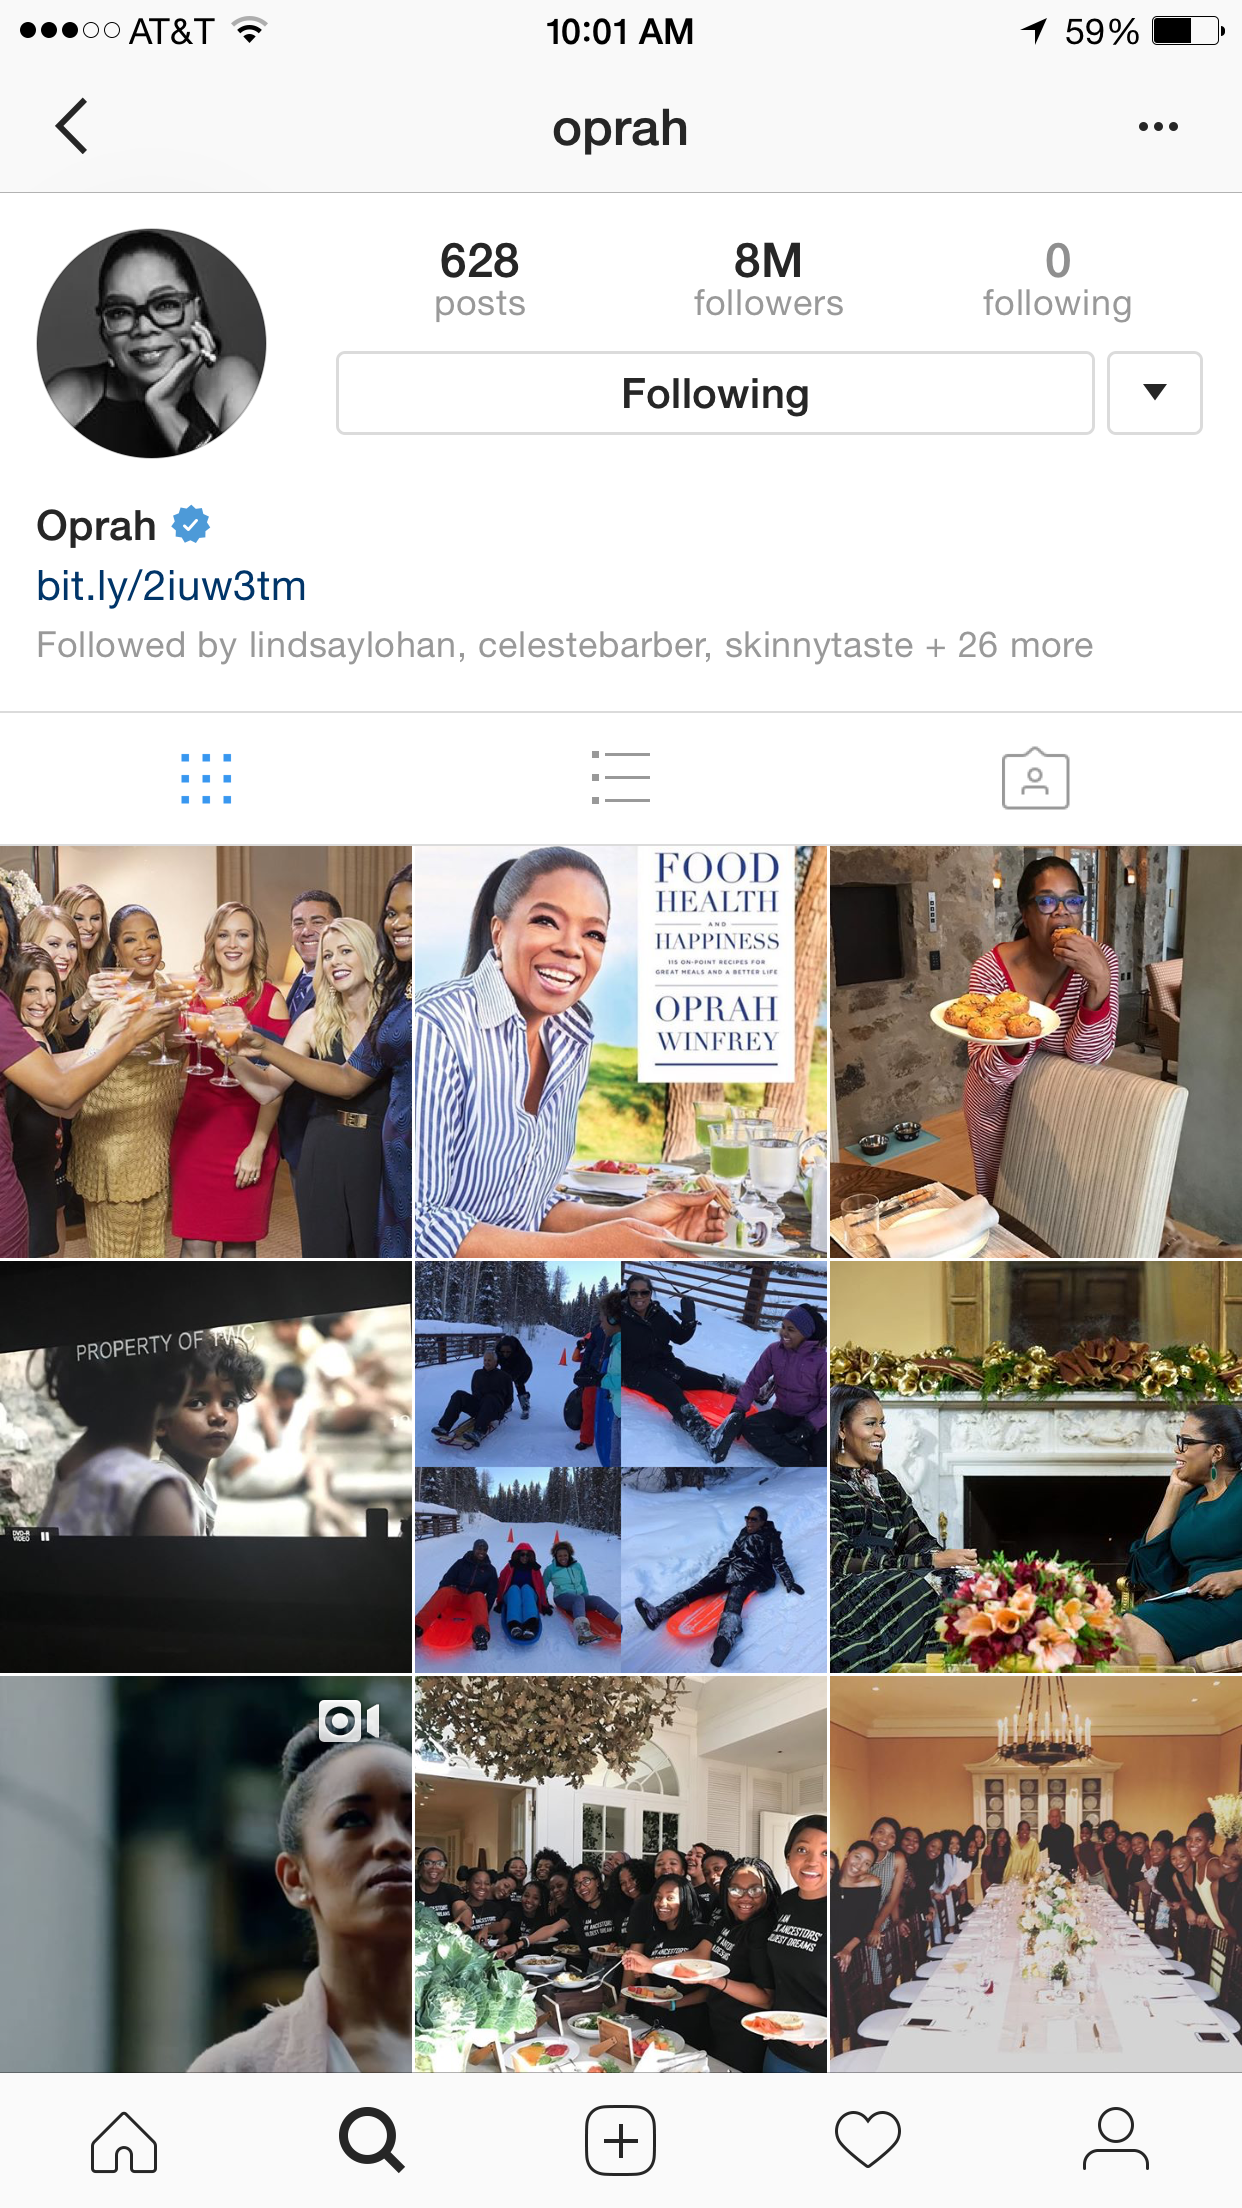 AT&T 10:01 AM 59%
oprah
628 8M 0
posts followers following
Following
Oprah
bit.ly/2iuw3tm
Followed by lindsaylohan, celestebarber, skinnytaste + 26 more
FOOD
HEALTH
AND
HAPPINESS
115 ON-POINT RECIPES FOR
GREAT MEALS AND A BETTER LIFE
OPRAH
WINFREY
PROPERTY OF TWC
DVD-R
VIDEO